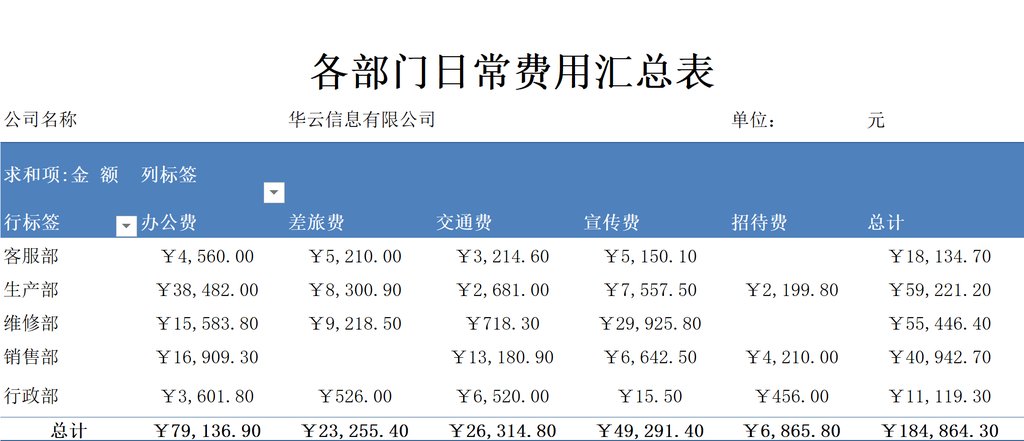 各部门日常费用汇总表
公司名称 华云信息有限公司 单位： 元
求和项:金 额 列标签
行标签 办公费 差旅费 交通费 宣传费 招待费 总计
客服部 ¥4,560.00 ¥5,210.00 ¥3,214.60 ¥5,150.10 ¥18,134.70
生产部 ¥38,482.00 ¥8,300.90 ¥2,681.00 ¥7,557.50 ¥2,199.80 ¥59,221.20
维修部 ¥15,583.80 ¥9,218.50 ¥718.30 ¥29,925.80 ¥55,446.40
销售部 ¥16,909.30 ¥13,180.90 ¥6,642.50 ¥4,210.00 ¥40,942.70
行政部 ¥3,601.80 ¥526.00 ¥6,520.00 ¥15.50 ¥456.00 ¥11,119.30
总计 ¥79,136.90 ¥23,255.40 ¥26,314.80 ¥49,291.40 ¥6,865.80 ¥184,864.30